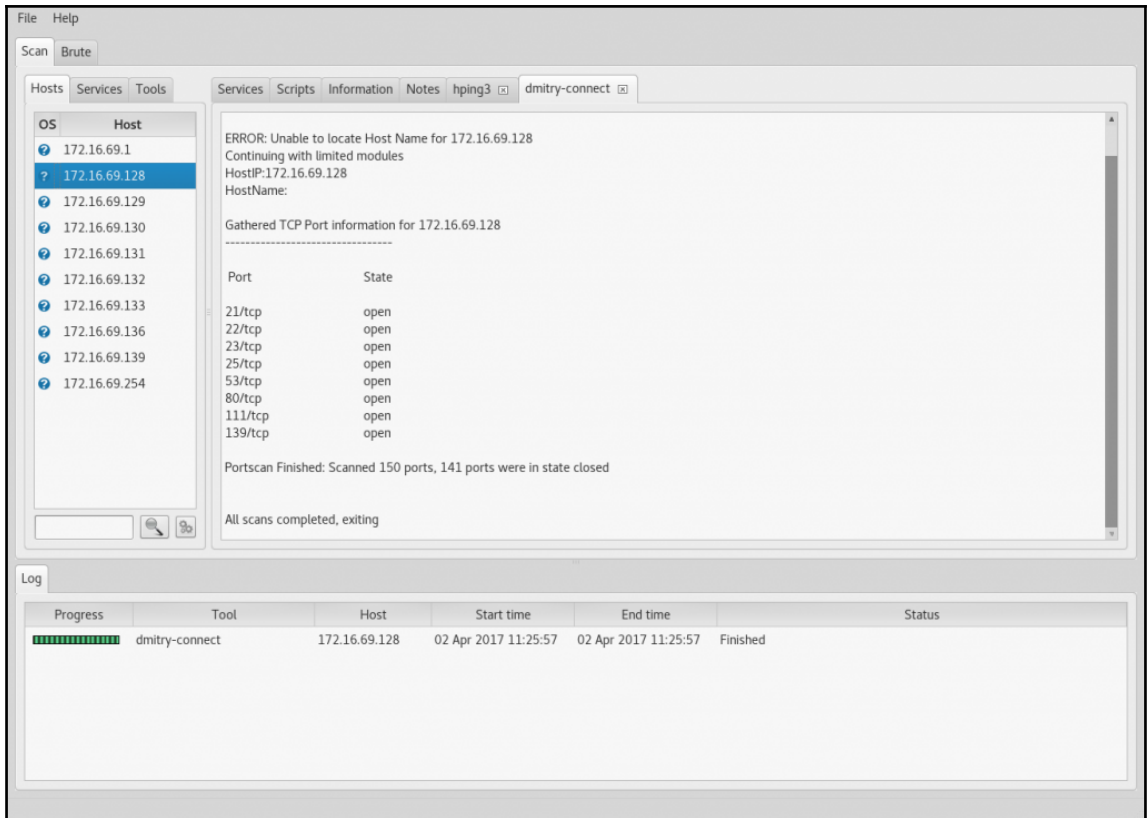 File Help
Scan Brute
Hosts Services Tools
OS Host
172.16.69.1
172.16.69.128
172.16.69.129
172.16.69.130
172.16.69.131
172.16.69.132
172.16.69.133
172.16.69.136
172.16.69.139
172.16.69.254
Services Scripts Information Notes hping3 dmitry-connect
ERROR: Unable to locate Host Name for 172.16.69.128
Continuing with limited modules
HostIP:172.16.69.128
HostName:
Gathered TCP Port information for 172.16.69.128
---------------------------------
Port State
21/tcp open
22/tcp open
23/tcp open
25/tcp open
53/tcp open
80/tcp open
111/tcp open
139/tcp open
Portscan Finished: Scanned 150 ports, 141 ports were in state closed
All scans completed, exiting
Log
Progress Tool Host Start time End time Status
dmitry-connect 172.16.69.128 02 Apr 2017 11:25:57 02 Apr 2017 11:25:57 Finished